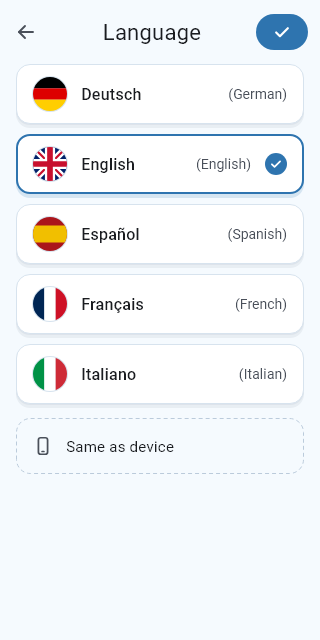 Language
Deutsch (German)
English (English)
Español (Spanish)
Français (French)
Italiano (Italian)
Same as device